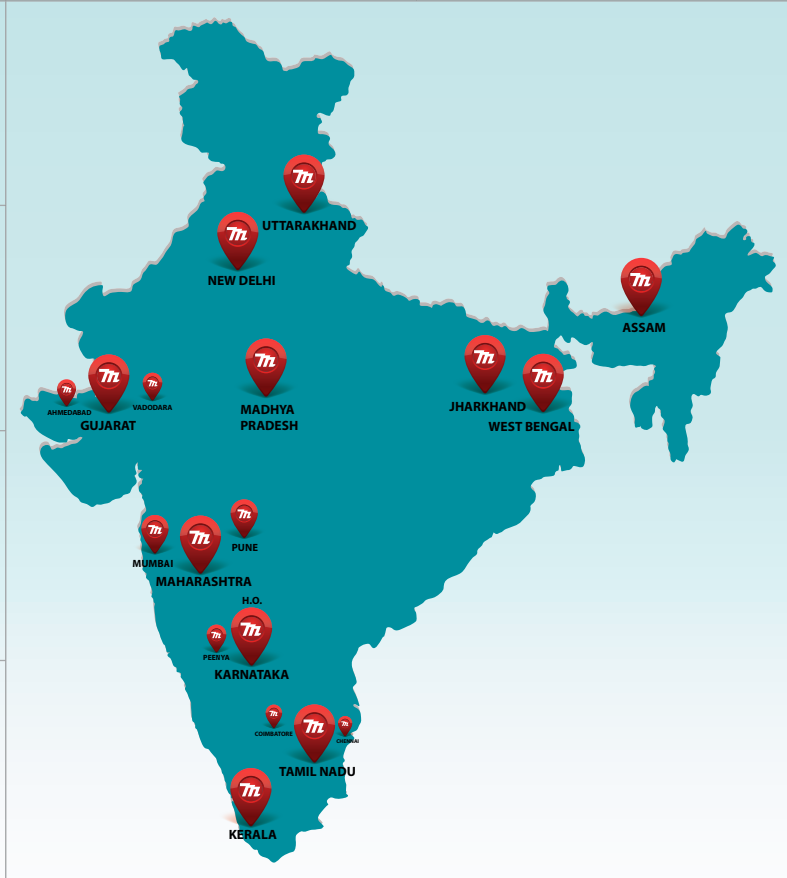 UTTARAKHAND
NEW DELHI
ASSAM
AHMEDABAD
VADODARA
GUJARAT
MADHYA
PRADESH
JHARKHAND
WEST BENGAL
MUMBAI
PUNE
MAHARASHTRA
H.O.
PEENYA
KARNATAKA
COIMBATORE
CHENNAI
TAMIL NADU
KERALA